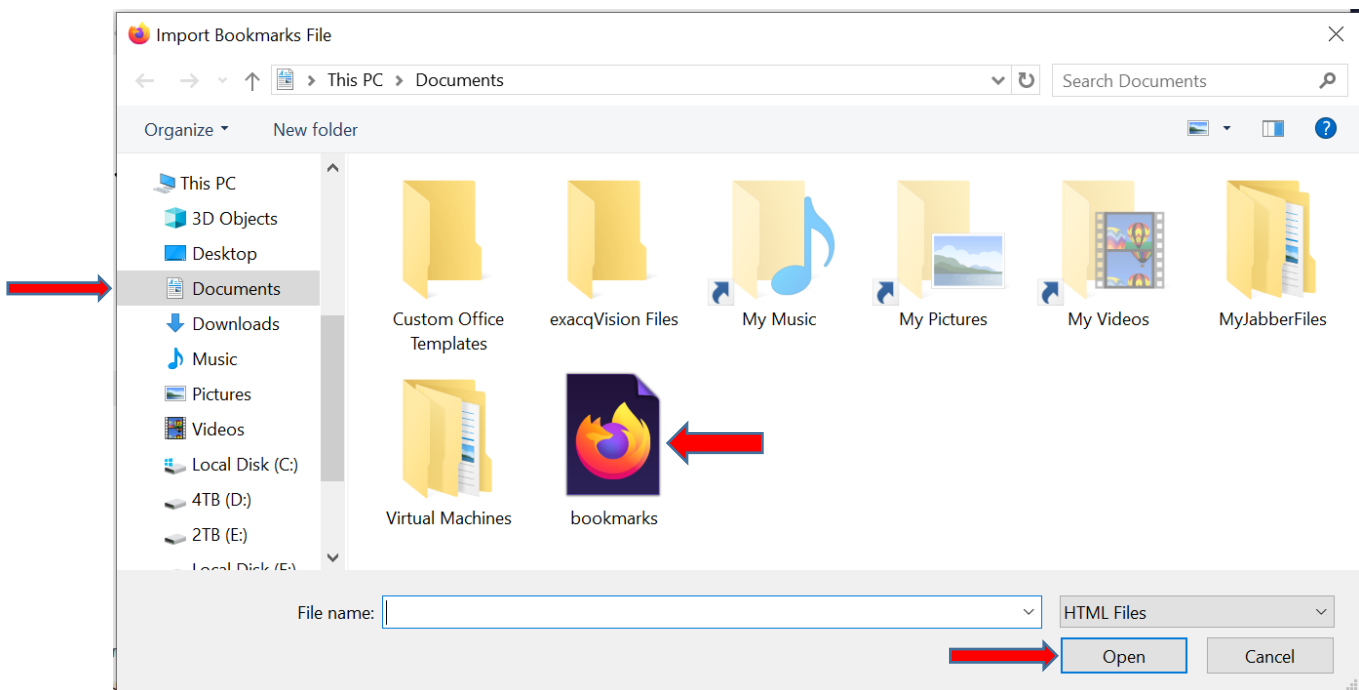 Import Bookmarks File
This PC > Documents
Search Documents
Organize
New folder
This PC
3D Objects
Desktop
Documents
Downloads
Music
Pictures
Videos
Local Disk (C:)
4TB (D:)
2TB (E:)
Local Disk (F:)
Custom Office
Templates
exacqVision Files
My Music
My Pictures
My Videos
MyJabberFiles
Virtual Machines
bookmarks
File name:
HTML Files
Open
Cancel